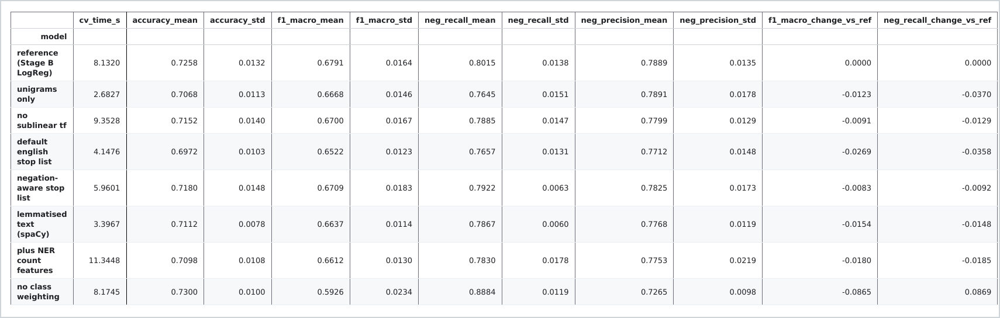 cv_time_s accuracy_mean accuracy_std f1_macro_mean f1_macro_std neg_recall_mean neg_recall_std neg_precision_mean neg_precision_std f1_macro_change_vs_ref neg_recall_change_vs_ref
model
reference
(Stage B
LogReg) 8.1320 0.7258 0.0132 0.6791 0.0164 0.8015 0.0138 0.7889 0.0135 0.0000 0.0000
unigrams
only 2.6827 0.7068 0.0113 0.6668 0.0146 0.7645 0.0151 0.7891 0.0178 -0.0123 -0.0370
no
sublinear tf 9.3528 0.7152 0.0140 0.6700 0.0167 0.7885 0.0147 0.7799 0.0129 -0.0091 -0.0129
default
english
stop list 4.1476 0.6972 0.0103 0.6522 0.0123 0.7657 0.0131 0.7712 0.0148 -0.0269 -0.0358
negation-
aware stop
list 5.9601 0.7180 0.0148 0.6709 0.0183 0.7922 0.0063 0.7825 0.0173 -0.0083 -0.0092
lemmatised
text
(spaCy) 3.3967 0.7112 0.0078 0.6637 0.0114 0.7867 0.0060 0.7768 0.0119 -0.0154 -0.0148
plus NER
count
features 11.3448 0.7098 0.0108 0.6612 0.0130 0.7830 0.0178 0.7753 0.0219 -0.0180 -0.0185
no class
weighting 8.1745 0.7300 0.0100 0.5926 0.0234 0.8884 0.0119 0.7265 0.0098 -0.0865 0.0869